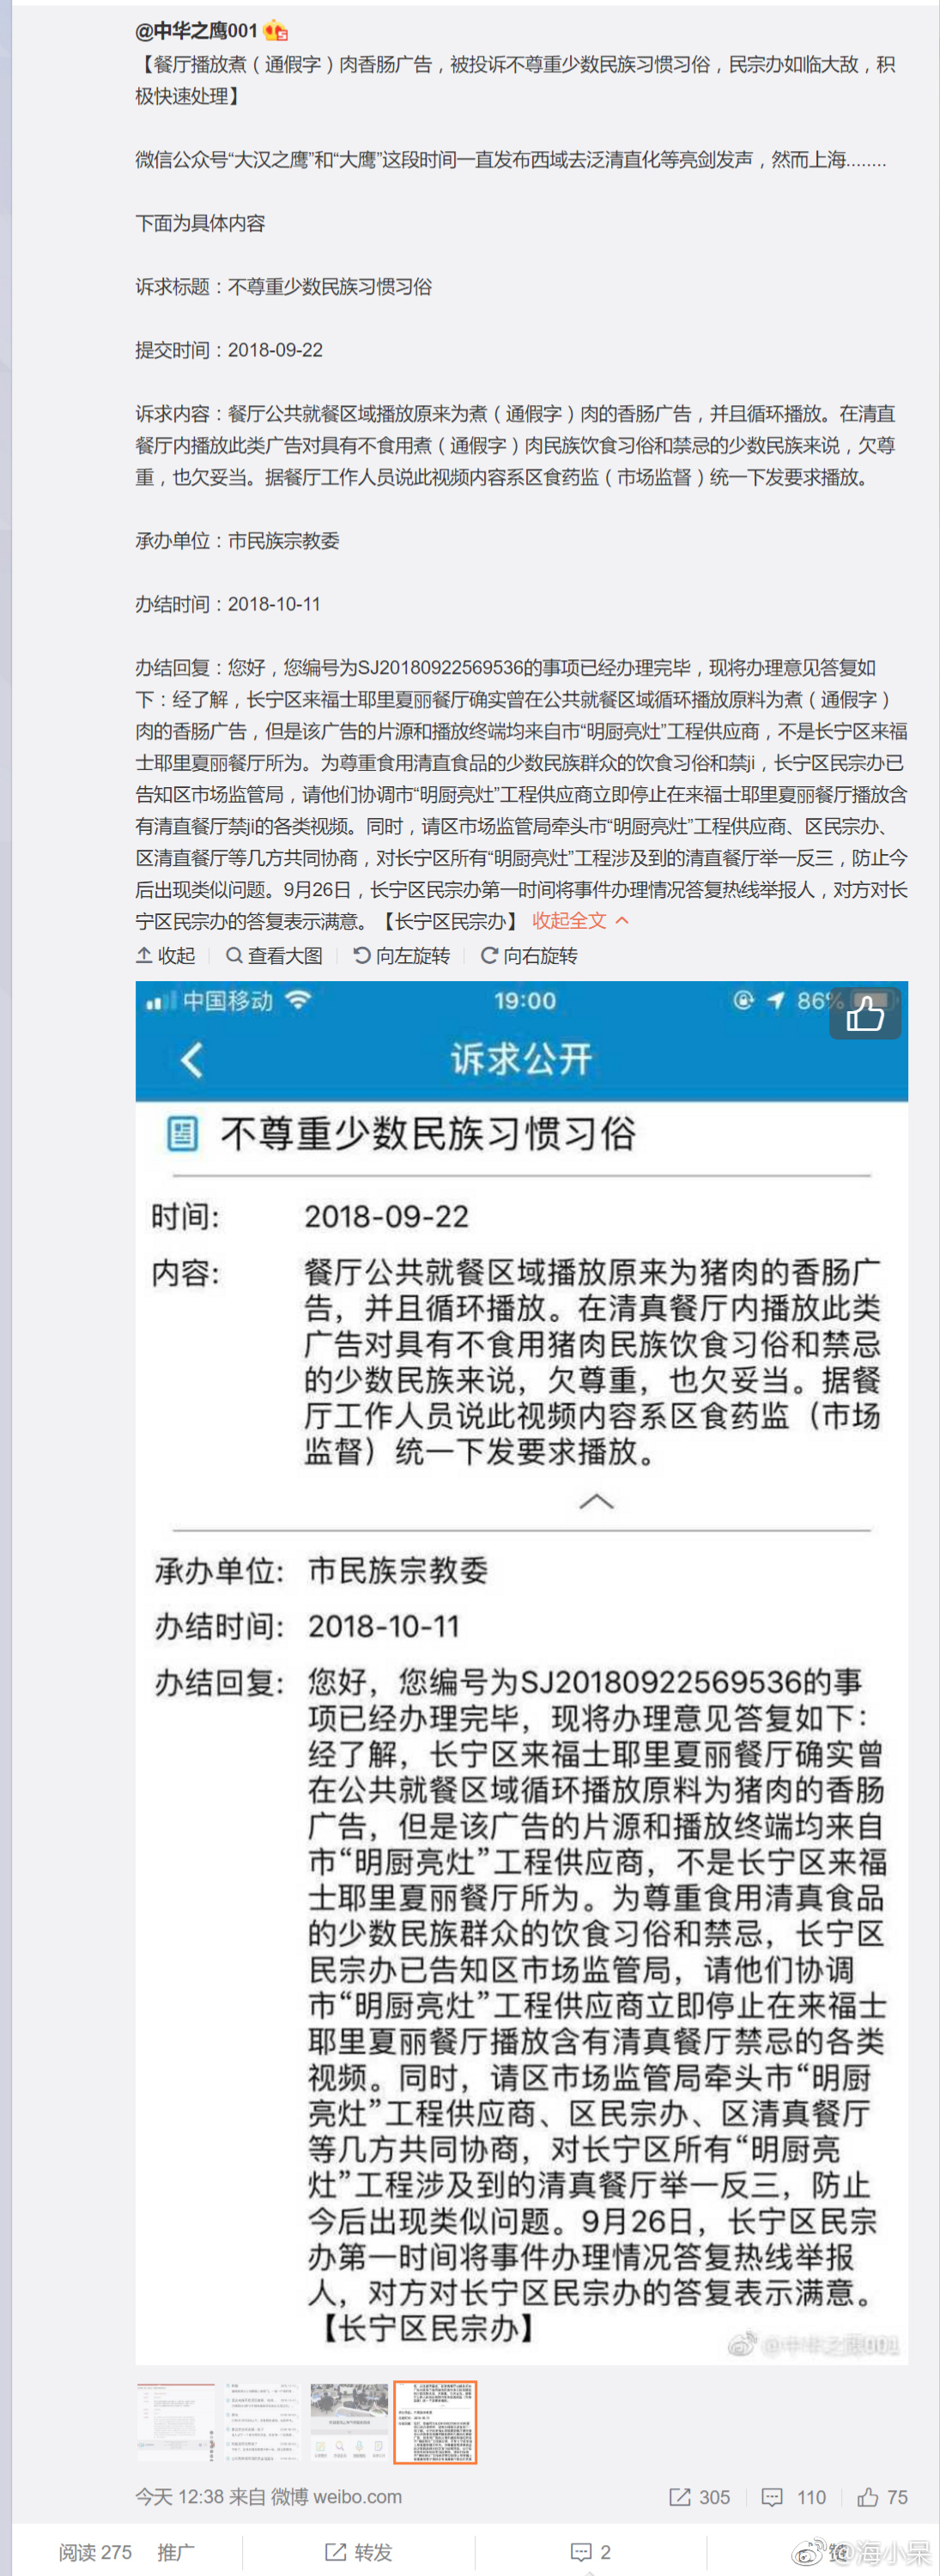 @中华之鹰001
【餐厅播放煮（通假字）肉香肠广告，被投诉不尊重少数民族习惯习俗，民宗办如临大敌，积
极快速处理】
微信公众号“大汉之鹰”和“大鹰”这段时间一直发布西域去泛清直化等亮剑发声，然而上海........
下面为具体内容
诉求标题：不尊重少数民族习惯习俗
提交时间：2018-09-22
诉求内容：餐厅公共就餐区域播放原来为煮（通假字）肉的香肠广告，并且循环播放。在清直
餐厅内播放此类广告对具有不食用煮（通假字）肉民族饮食习俗和禁忌的少数民族来说，欠尊
重，也欠妥当。据餐厅工作人员说此视频内容系区食药监（市场监督）统一下发要求播放。
承办单位：市民族宗教委
办结时间：2018-10-11
办结回复：您好，您编号为SJ20180922569536的事项已经办理完毕，现将办理意见答复如
下：经了解，长宁区来福士耶里夏丽餐厅确实曾在公共就餐区域循环播放原料为煮（通假字）
肉的香肠广告，但是该广告的片源和播放终端均来自市“明厨亮灶”工程供应商，不是长宁区来福
士耶里夏丽餐厅所为。为尊重食用清直食品的少数民族群众的饮食习俗和禁ji，长宁区民宗办已
告知区市场监管局，请他们协调市“明厨亮灶”工程供应商立即停止在来福士耶里夏丽餐厅播放含
有清直餐厅禁ji的各类视频。同时，请区市场监管局牵头市“明厨亮灶”工程供应商、区民宗办、
区清直餐厅等几方共同协商，对长宁区所有“明厨亮灶”工程涉及到的清直餐厅举一反三，防止今
后出现类似问题。9月26日，长宁区民宗办第一时间将事件办理情况答复热线举报人，对方对长
宁区民宗办的答复表示满意。【长宁区民宗办】 收起全文
收起 查看大图 向左旋转 向右旋转
中国移动 19:00 86%
诉求公开
不尊重少数民族习惯习俗
时间: 2018-09-22
内容: 餐厅公共就餐区域播放原来为猪肉的香肠广
告，并且循环播放。在清真餐厅内播放此类
广告对具有不食用猪肉民族饮食习俗和禁忌
的少数民族来说，欠尊重，也欠妥当。据餐
厅工作人员说此视频内容系区食药监（市场
监督）统一下发要求播放。
承办单位: 市民族宗教委
办结时间: 2018-10-11
办结回复: 您好，您编号为SJ20180922569536的事
项已经办理完毕，现将办理意见答复如下：
经了解，长宁区来福士耶里夏丽餐厅确实曾
在公共就餐区域循环播放原料为猪肉的香肠
广告，但是该广告的片源和播放终端均来自
市“明厨亮灶”工程供应商，不是长宁区来福
士耶里夏丽餐厅所为。为尊重食用清真食品
的少数民族群众的饮食习俗和禁忌，长宁区
民宗办已告知区市场监管局，请他们协调
市“明厨亮灶”工程供应商立即停止在来福士
耶里夏丽餐厅播放含有清真餐厅禁忌的各类
视频。同时，请区市场监管局牵头市“明厨
亮灶”工程供应商、区民宗办、区清真餐厅
等几方共同协商，对长宁区所有“明厨亮
灶”工程涉及到的清真餐厅举一反三，防止
今后出现类似问题。9月26日，长宁区民宗
办第一时间将事件办理情况答复热线举报
人，对方对长宁区民宗办的答复表示满意。
【长宁区民宗办】
@中华之鹰001
今天 12:38 来自 微博 weibo.com 305 110 75
阅读 275 推广 转发 2 赞
@海小呆